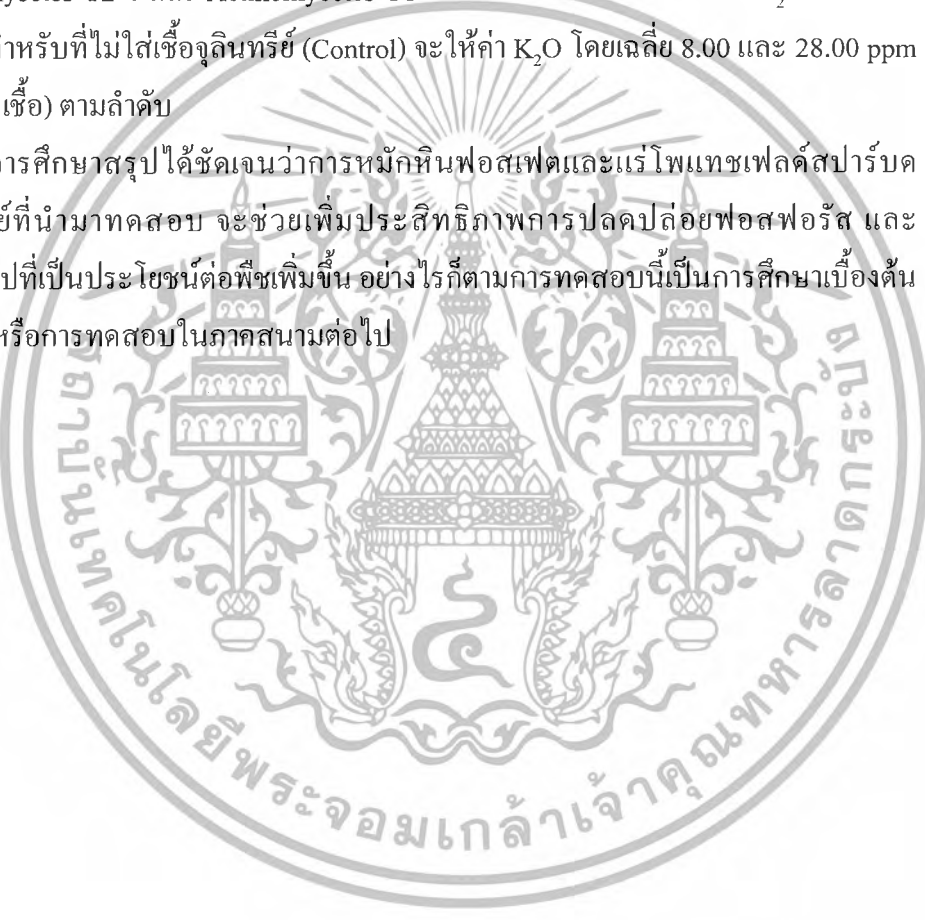 สำหรับที่ไม่ใส่เชื้อจุลินทรีย์ (Control) จะให้ค่า K₂O โดยเฉลี่ย 8.00 และ 28.00 ppm
เชื้อ) ตามลำดับ
การศึกษาสรุปได้ชัดเจนว่าการหมักหินฟอสเฟตและแร่โพแทชเฟลด์สปาร์บด
ย์ที่นำมาทดสอบ จะช่วยเพิ่มประสิทธิภาพการปลดปล่อยฟอสฟอรัส และ
ปที่เป็นประโยชน์ต่อพืชเพิ่มขึ้น อย่างไรก็ตามการทดสอบนี้เป็นการศึกษาเบื้องต้น
หรือการทดสอบในภาคสนามต่อไป
สถาบันเทคโนโลยีพระจอมเกล้าเจ้าคุณทหารลาดกระบัง